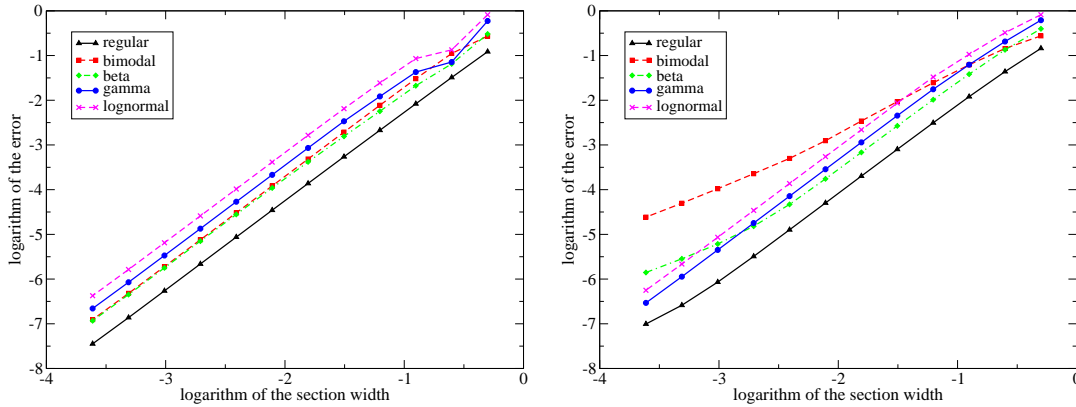 0
-1
-2
-3
-4
-5
-6
-7
-8
logarithm of the error
regular
bimodal
beta
gamma
lognormal
-4 -3 -2 -1 0
logarithm of the section width
0
-1
-2
-3
-4
-5
-6
-7
-8
logarithm of the error
regular
bimodal
beta
gamma
lognormal
-4 -3 -2 -1 0
logarithm of the section width